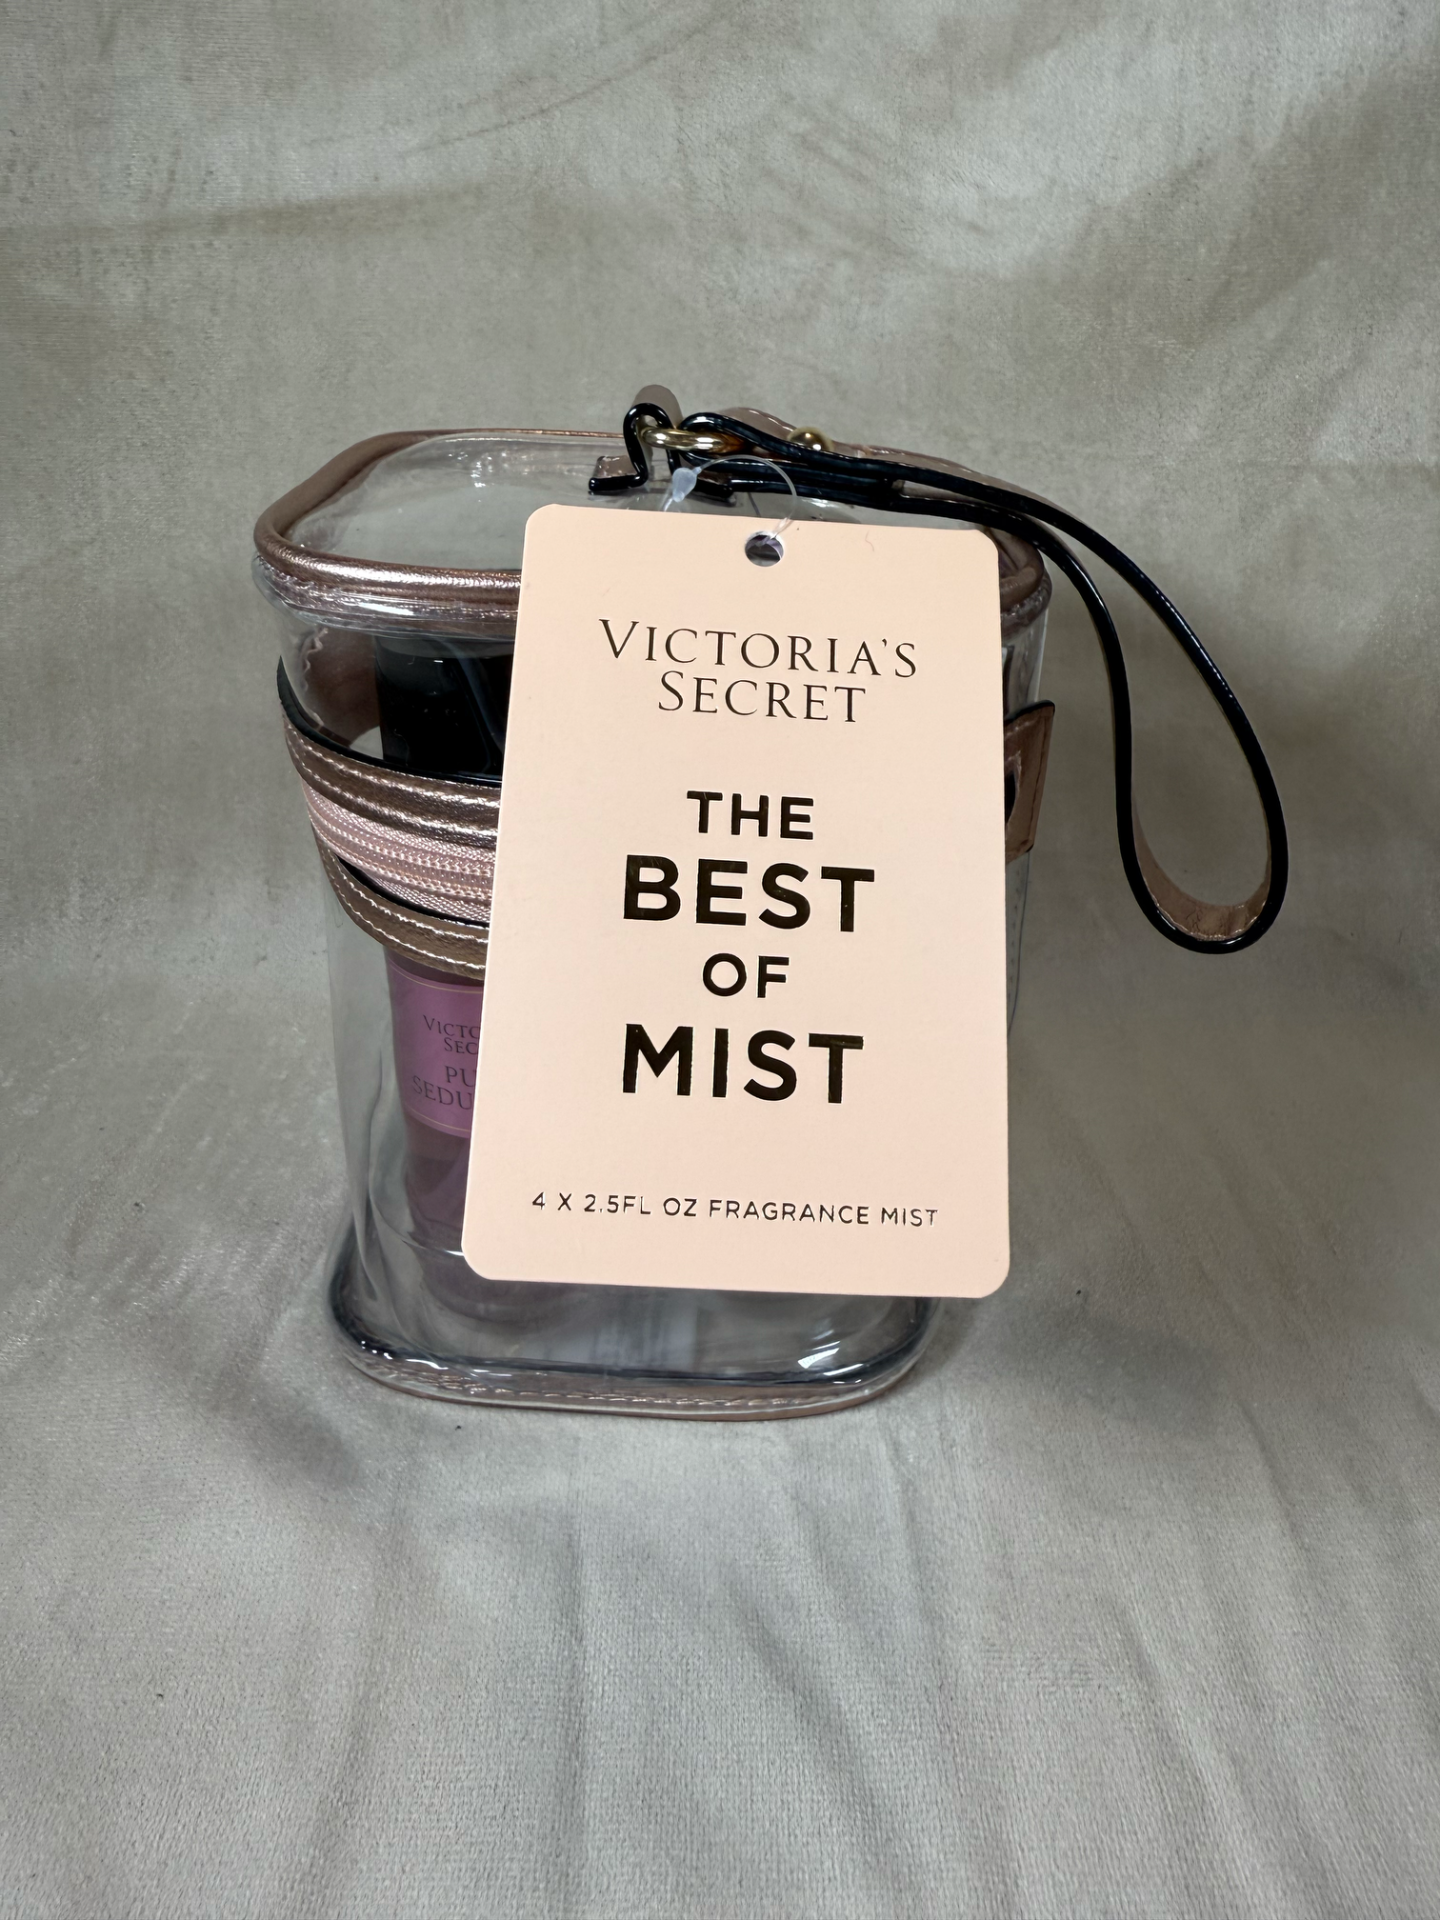 VICTORIA'S
SECRET
THE
BEST
OF
MIST
4 X 2.5FL OZ FRAGRANCE MIST